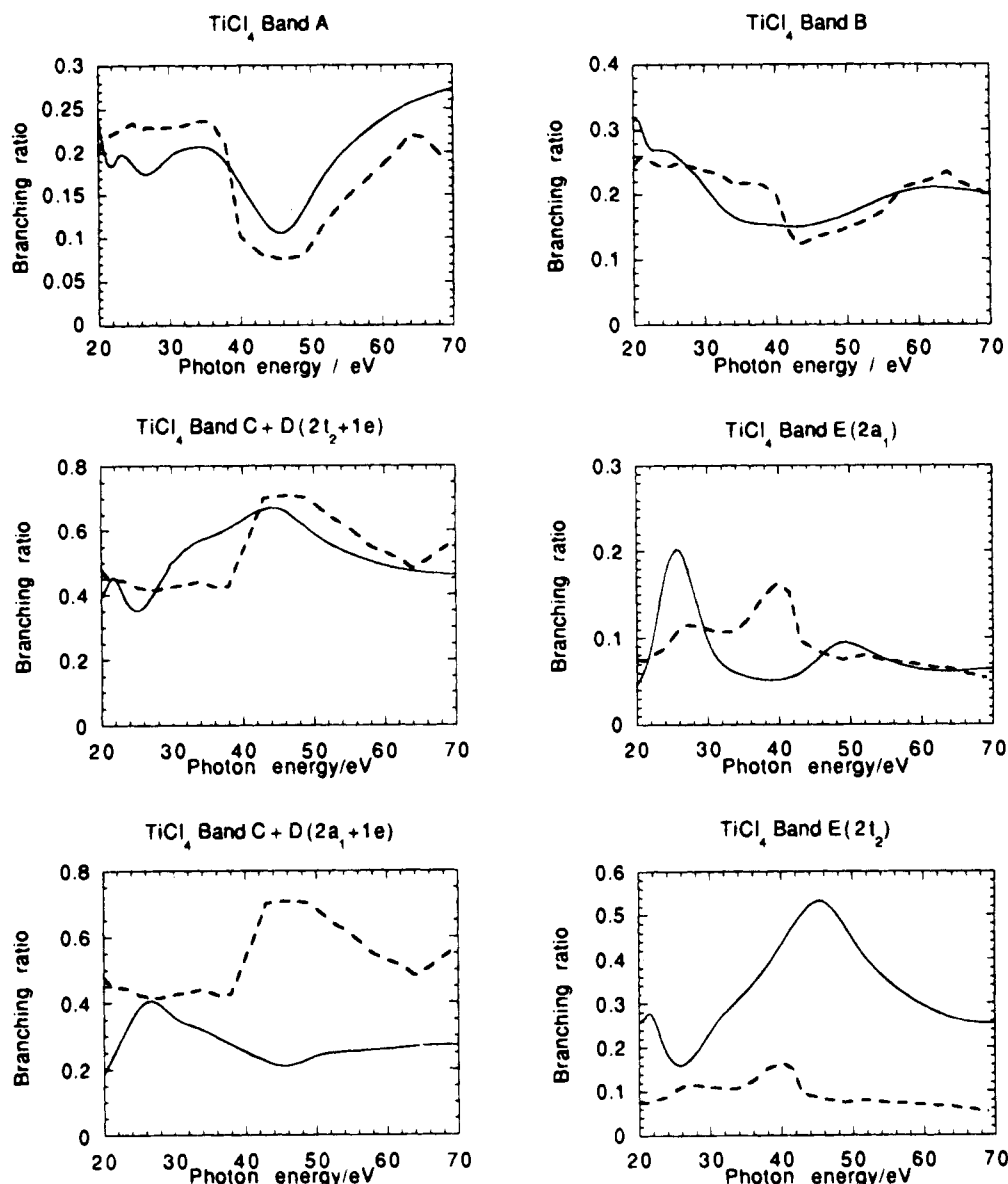 TiCl4 Band A
0.3
0.25
0.2
0.15
0.1
0.05
0
Branching ratio
20 30 40 50 60 70
Photon energy / eV
TiCl4 Band B
0.4
0.3
0.2
0.1
0
Branching ratio
20 30 40 50 60 70
Photon energy/eV
TiCl4 Band C + D(2t2+1e)
0.8
0.6
0.4
0.2
0
Branching ratio
20 30 40 50 60 70
Photon energy/eV
TiCl4 Band E(2a1)
0.3
0.2
0.1
0
Branching ratio
20 30 40 50 60 70
Photon energy/eV
TiCl4 Band C + D(2a1+1e)
0.8
0.6
0.4
0.2
0
Branching ratio
20 30 40 50 60 70
Photon energy/eV
TiCl4 Band E(2t2)
0.6
0.5
0.4
0.3
0.2
0.1
0
Branching ratio
20 30 40 50 60 70
Photon energy/eV